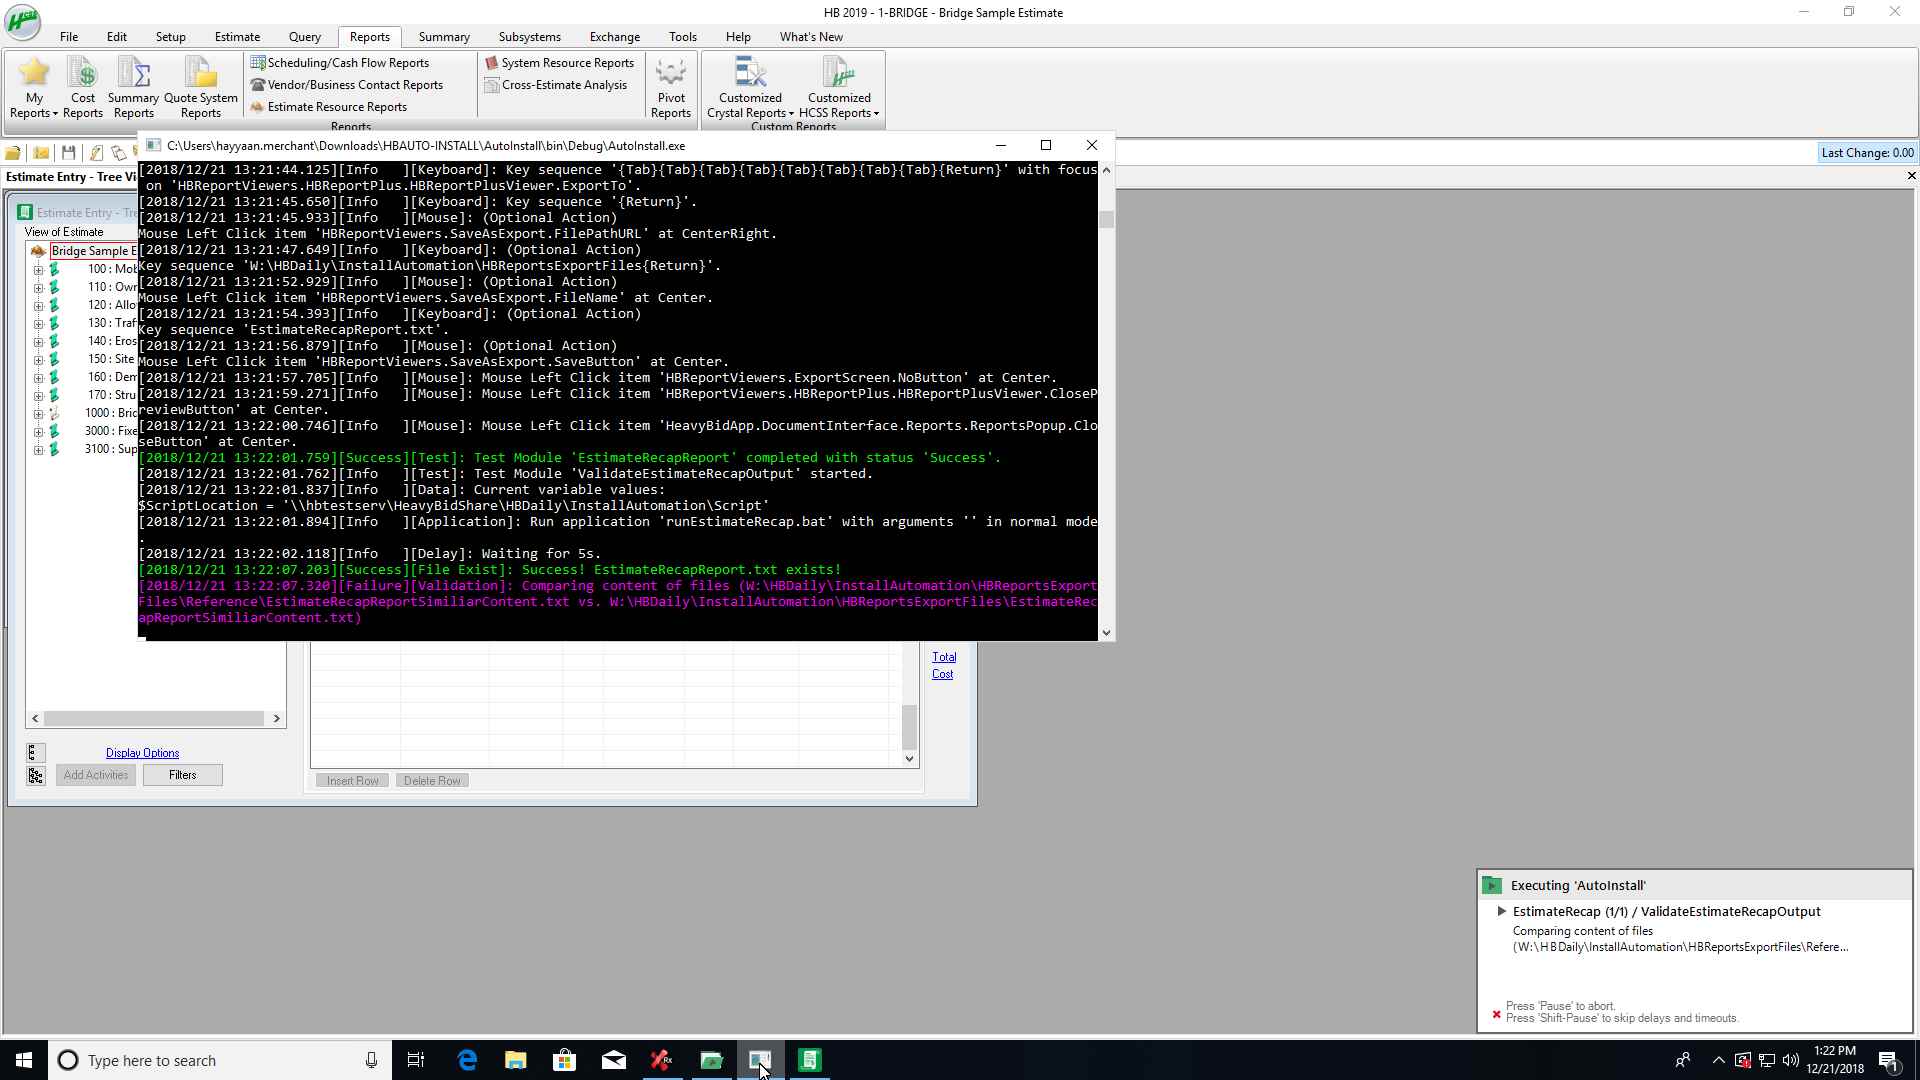 HB 2019 - 1-BRIDGE - Bridge Sample Estimate
File Edit Setup Estimate Query Reports Summary Subsystems Exchange Tools Help What's New
My Reports
Cost Reports
Summary Reports
Quote System Reports
Scheduling/Cash Flow Reports
Vendor/Business Contact Reports
Estimate Resource Reports
System Resource Reports
Cross-Estimate Analysis
Pivot Reports
Customized Crystal Reports
Customized HCSS Reports
Reports
Custom Reports
Last Change: 0.00
Estimate Entry - Tree Vi
Estimate Entry - Tre
View of Estimate
Bridge Sample E
100 : Mob
110 : Own
120 : Allo
130 : Traf
140 : Eros
150 : Site
160 : Dem
170 : Stru
1000 : Brid
3000 : Fixe
3100 : Sup
C:\Users\hayyaan.merchant\Downloads\HBAUTO-INSTALL\AutoInstall\bin\Debug\AutoInstall.exe
[2018/12/21 13:21:44.125][Info   ][Keyboard]: Key sequence '{Tab}{Tab}{Tab}{Tab}{Tab}{Tab}{Tab}{Tab}{Return}' with focus
 on 'HBReportViewers.HBReportPlus.HBReportPlusViewer.ExportTo'.
[2018/12/21 13:21:45.650][Info   ][Keyboard]: Key sequence '{Return}'.
[2018/12/21 13:21:45.933][Info   ][Mouse]: (Optional Action)
Mouse Left Click item 'HBReportViewers.SaveAsExport.FilePathURL' at CenterRight.
[2018/12/21 13:21:47.649][Info   ][Keyboard]: (Optional Action)
Key sequence 'W:\HBDaily\InstallAutomation\HBReportsExportFiles{Return}'.
[2018/12/21 13:21:52.929][Info   ][Mouse]: (Optional Action)
Mouse Left Click item 'HBReportViewers.SaveAsExport.FileName' at Center.
[2018/12/21 13:21:54.393][Info   ][Keyboard]: (Optional Action)
Key sequence 'EstimateRecapReport.txt'.
[2018/12/21 13:21:56.879][Info   ][Mouse]: (Optional Action)
Mouse Left Click item 'HBReportViewers.SaveAsExport.SaveButton' at Center.
[2018/12/21 13:21:57.705][Info   ][Mouse]: Mouse Left Click item 'HBReportViewers.ExportScreen.NoButton' at Center.
[2018/12/21 13:21:59.271][Info   ][Mouse]: Mouse Left Click item 'HBReportViewers.HBReportPlus.HBReportPlusViewer.CloseP
reviewButton' at Center.
[2018/12/21 13:22:00.746][Info   ][Mouse]: Mouse Left Click item 'HeavyBidApp.DocumentInterface.Reports.ReportsPopup.Clo
seButton' at Center.
[2018/12/21 13:22:01.759][Success][Test]: Test Module 'EstimateRecapReport' completed with status 'Success'.
[2018/12/21 13:22:01.762][Info   ][Test]: Test Module 'ValidateEstimateRecapOutput' started.
[2018/12/21 13:22:01.837][Info   ][Data]: Current variable values:
$ScriptLocation = '\\hbtestserv\HeavyBidShare\HBDaily\InstallAutomation\Script'
[2018/12/21 13:22:01.894][Info   ][Application]: Run application 'runEstimateRecap.bat' with arguments '' in normal mode
.
[2018/12/21 13:22:02.118][Info   ][Delay]: Waiting for 5s.
[2018/12/21 13:22:07.203][Success][File Exist]: Success! EstimateRecapReport.txt exists!
[2018/12/21 13:22:07.320][Failure][Validation]: Comparing content of files (W:\HBDaily\InstallAutomation\HBReportsExport
Files\Reference\EstimateRecapReportSimiliarContent.txt vs. W:\HBDaily\InstallAutomation\HBReportsExportFiles\EstimateRec
apReportSimiliarContent.txt)
Total
Cost
Display Options
Add Activities Filters
Insert Row Delete Row
Executing 'AutoInstall'
EstimateRecap (1/1) / ValidateEstimateRecapOutput
Comparing content of files
(W:\HBDaily\InstallAutomation\HBReportsExportFiles\Refere...
Press 'Pause' to abort.
Press 'Shift-Pause' to skip delays and timeouts.
Type here to search
1:22 PM
12/21/2018
1